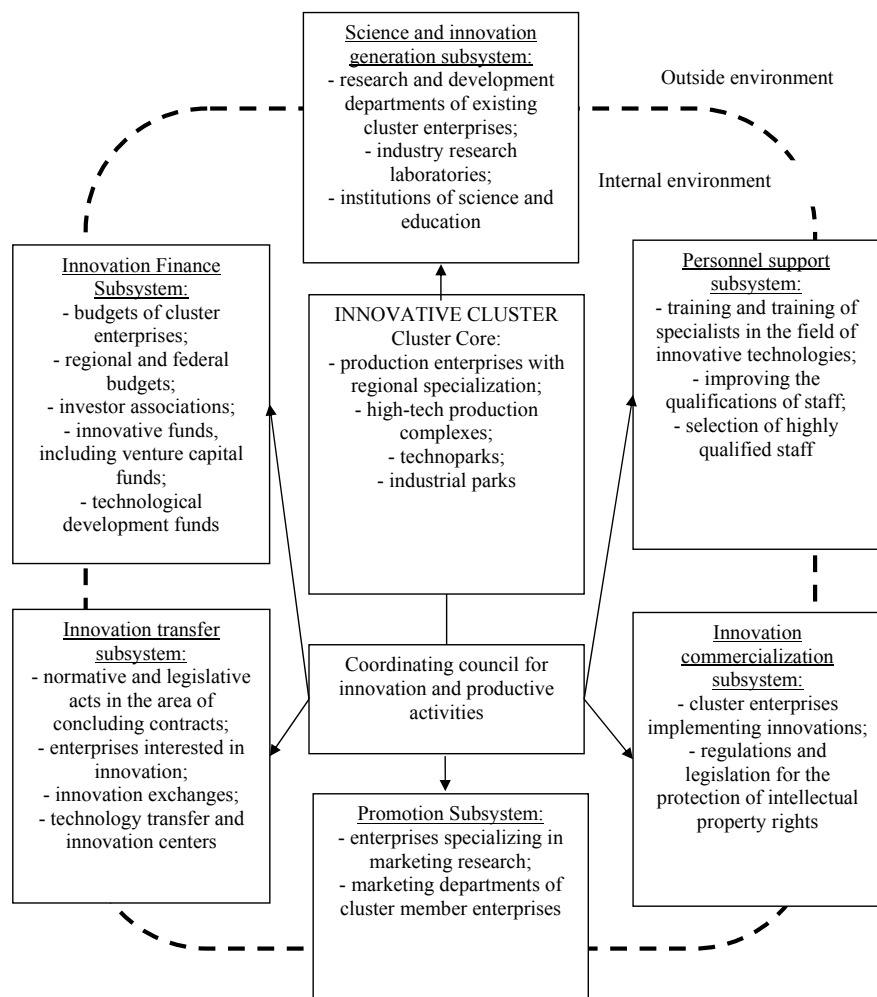 Science and innovation
generation subsystem:
- research and development
departments of existing
cluster enterprises;
- industry research
laboratories;
- institutions of science and
education
Outside environment
Internal environment
Innovation Finance
Subsystem:
- budgets of cluster
enterprises;
- regional and federal
budgets;
- investor associations;
- innovative funds,
including venture capital
funds;
- technological
development funds
INNOVATIVE CLUSTER
Cluster Core:
- production enterprises with
regional specialization;
- high-tech production
complexes;
- technoparks;
- industrial parks
Personnel support
subsystem:
- training and training of
specialists in the field of
innovative technologies;
- improving the
qualifications of staff;
- selection of highly
qualified staff
Innovation transfer
subsystem:
- normative and legislative
acts in the area of
concluding contracts;
- enterprises interested in
innovation;
- innovation exchanges;
- technology transfer and
innovation centers
Coordinating council for
innovation and productive
activities
Innovation
commercialization
subsystem:
- cluster enterprises
implementing innovations;
- regulations and
legislation for the
protection of intellectual
property rights
Promotion Subsystem:
- enterprises specializing in
marketing research;
- marketing departments of
cluster member enterprises